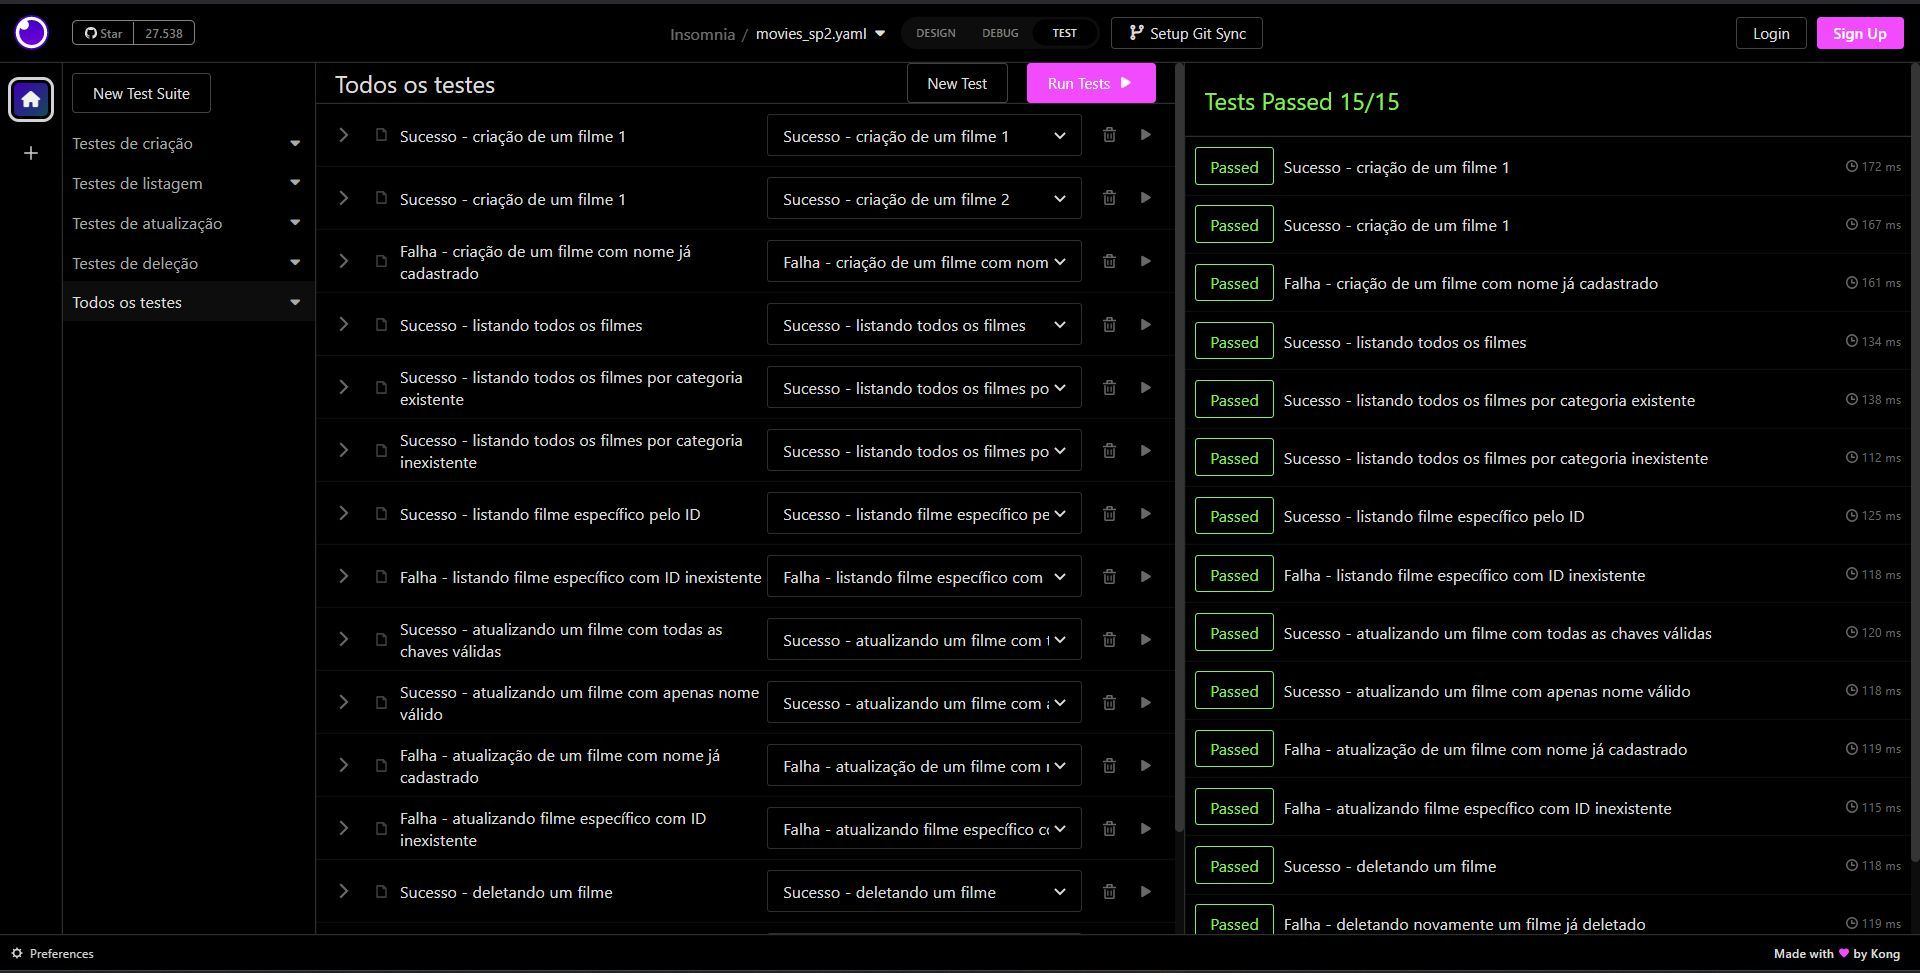 Star 27.538
Insomnia / movies_sp2.yaml
DESIGN DEBUG TEST
Setup Git Sync
Login
Sign Up
New Test Suite
Testes de criação
Testes de listagem
Testes de atualização
Testes de deleção
Todos os testes
Todos os testes
New Test
Run Tests
Sucesso - criação de um filme 1
Sucesso - criação de um filme 1
Sucesso - criação de um filme 1
Sucesso - criação de um filme 2
Falha - criação de um filme com nome já
cadastrado
Falha - criação de um filme com nom
Sucesso - listando todos os filmes
Sucesso - listando todos os filmes
Sucesso - listando todos os filmes por categoria
existente
Sucesso - listando todos os filmes po
Sucesso - listando todos os filmes por categoria
inexistente
Sucesso - listando todos os filmes po
Sucesso - listando filme específico pelo ID
Sucesso - listando filme específico pe
Falha - listando filme específico com ID inexistente
Falha - listando filme específico com
Sucesso - atualizando um filme com todas as
chaves válidas
Sucesso - atualizando um filme com t
Sucesso - atualizando um filme com apenas nome
válido
Sucesso - atualizando um filme com a
Falha - atualização de um filme com nome já
cadastrado
Falha - atualização de um filme com n
Falha - atualizando filme específico com ID
inexistente
Falha - atualizando filme específico co
Sucesso - deletando um filme
Sucesso - deletando um filme
Tests Passed 15/15
Passed Sucesso - criação de um filme 1 172 ms
Passed Sucesso - criação de um filme 1 167 ms
Passed Falha - criação de um filme com nome já cadastrado 161 ms
Passed Sucesso - listando todos os filmes 134 ms
Passed Sucesso - listando todos os filmes por categoria existente 138 ms
Passed Sucesso - listando todos os filmes por categoria inexistente 112 ms
Passed Sucesso - listando filme específico pelo ID 125 ms
Passed Falha - listando filme específico com ID inexistente 118 ms
Passed Sucesso - atualizando um filme com todas as chaves válidas 120 ms
Passed Sucesso - atualizando um filme com apenas nome válido 118 ms
Passed Falha - atualização de um filme com nome já cadastrado 119 ms
Passed Falha - atualizando filme específico com ID inexistente 115 ms
Passed Sucesso - deletando um filme 118 ms
Passed Falha - deletando novamente um filme já deletado 119 ms
Preferences
Made with ♥ by Kong